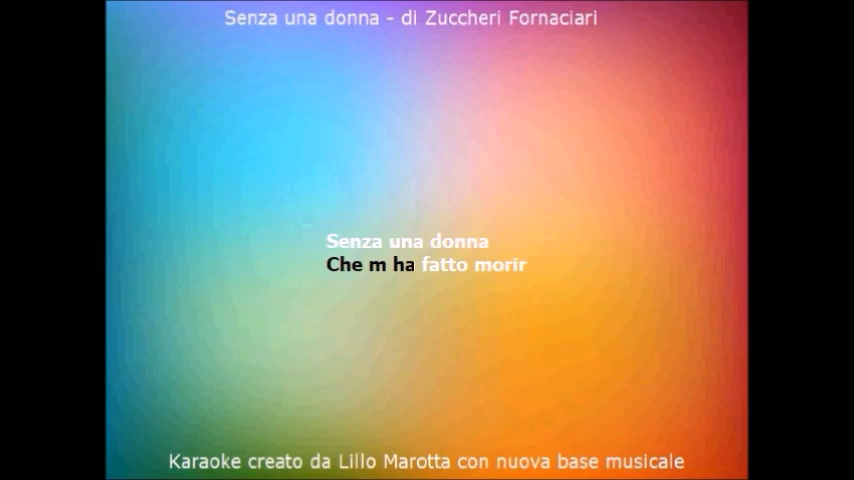 Senza una donna - di Zuccheri Fornaciari
Senza una donna
Che m ha fatto morir
Karaoke creato da Lillo Marotta con nuova base musicale